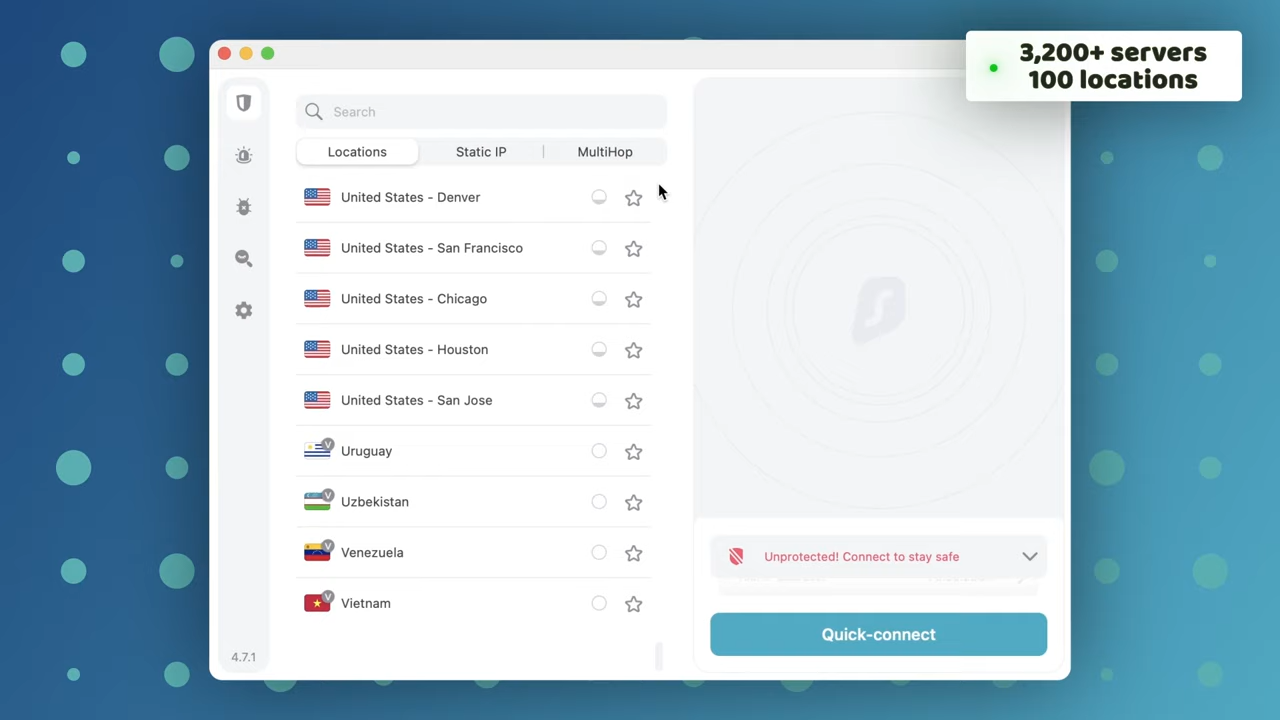 3,200+ servers
100 locations
Search
Locations
Static IP
MultiHop
United States - Denver
United States - San Francisco
United States - Chicago
United States - Houston
United States - San Jose
V
Uruguay
V
Uzbekistan
V
Venezuela
V
Vietnam
4.7.1
Unprotected! Connect to stay safe
Quick-connect